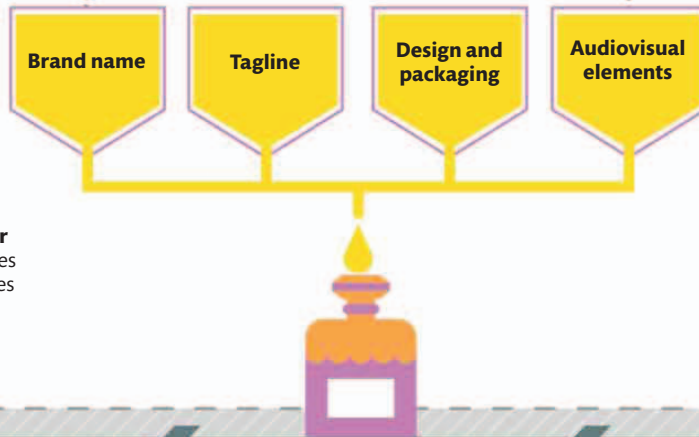 Brand name
Tagline
Design and
packaging
Audiovisual
elements